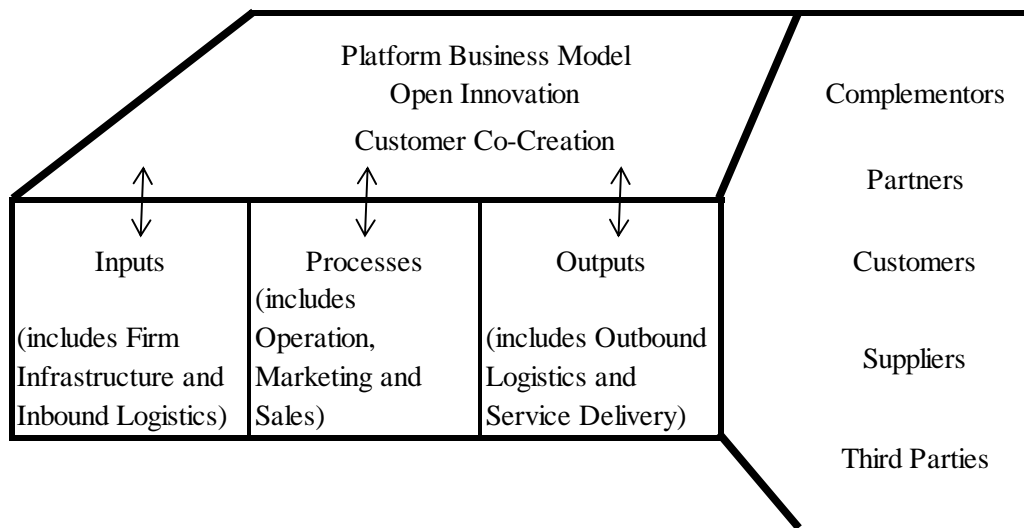 Platform Business Model
Open Innovation
Customer Co-Creation
Complementors
Partners
Customers
Suppliers
Third Parties
Inputs
(includes Firm
Infrastructure and
Inbound Logistics)
Processes
(includes
Operation,
Marketing and
Sales)
Outputs
(includes Outbound
Logistics and
Service Delivery)